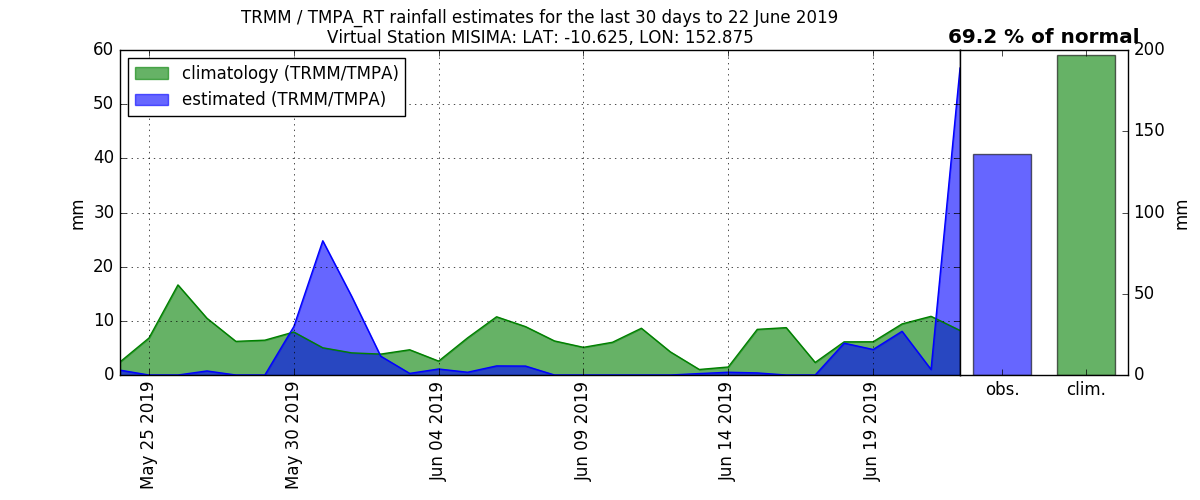 TRMM / TMPA_RT rainfall estimates for the last 30 days to 22 June 2019
Virtual Station MISIMA: LAT: -10.625, LON: 152.875
69.2 % of normal
climatology (TRMM/TMPA)
estimated (TRMM/TMPA)
60
50
40
30
20
10
0
mm
May 25 2019
May 30 2019
Jun 04 2019
Jun 09 2019
Jun 14 2019
Jun 19 2019
obs.
clim.
200
150
100
50
0
mm